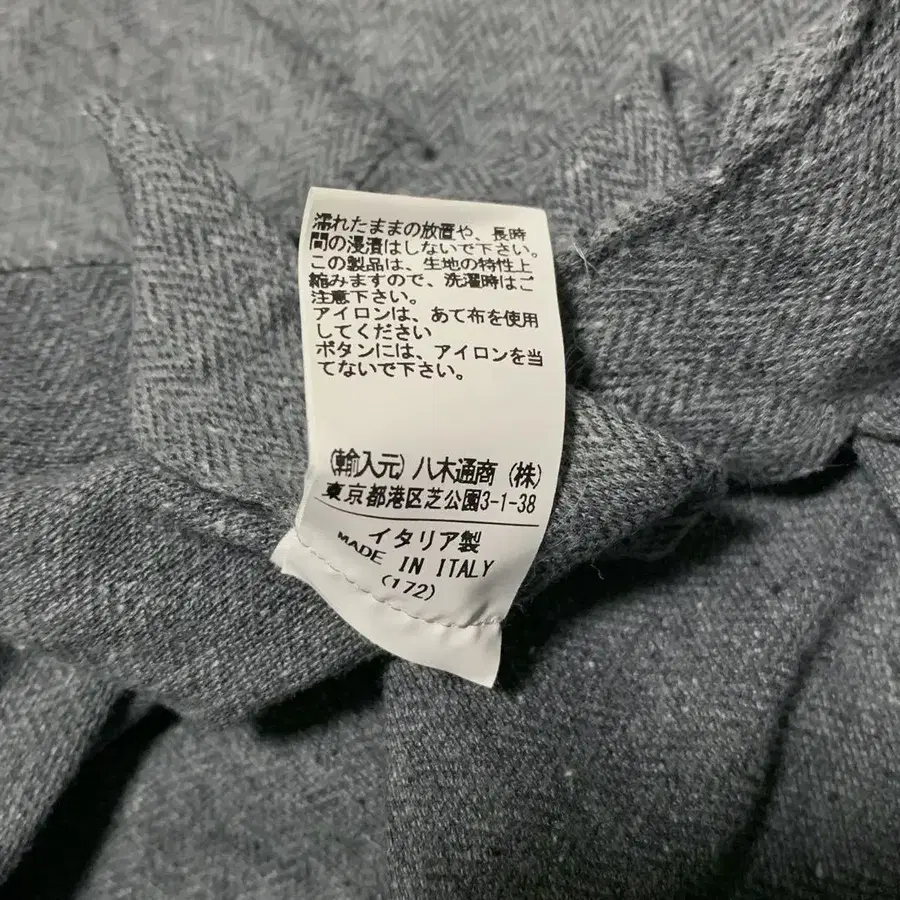 濡れたままの放置や、長時
間の浸漬はしないで下さい。
この製品は、生地の特性上
縮みますので、洗濯時はご
注意下さい。
アイロンは、あて布を使用
してください
ボタンには、アイロンを当
てないで下さい。
(輸入元) 八木通商 (株)
東京都港区芝公園3-1-38
イタリア製
MADE IN ITALY
(172)